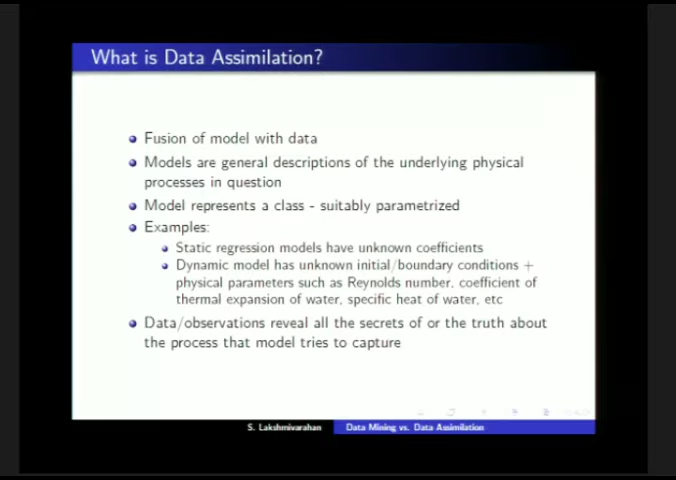 What is Data Assimilation?
Fusion of model with data
Models are general descriptions of the underlying physical
processes in question
Model represents a class - suitably parametrized
Examples:
Static regression models have unknown coefficients
Dynamic model has unknown initial/boundary conditions +
physical parameters such as Reynolds number, coefficient of
thermal expansion of water, specific heat of water, etc
Data/observations reveal all the secrets of or the truth about
the process that model tries to capture
S. Lakshmivarahan
Data Mining vs. Data Assimilation